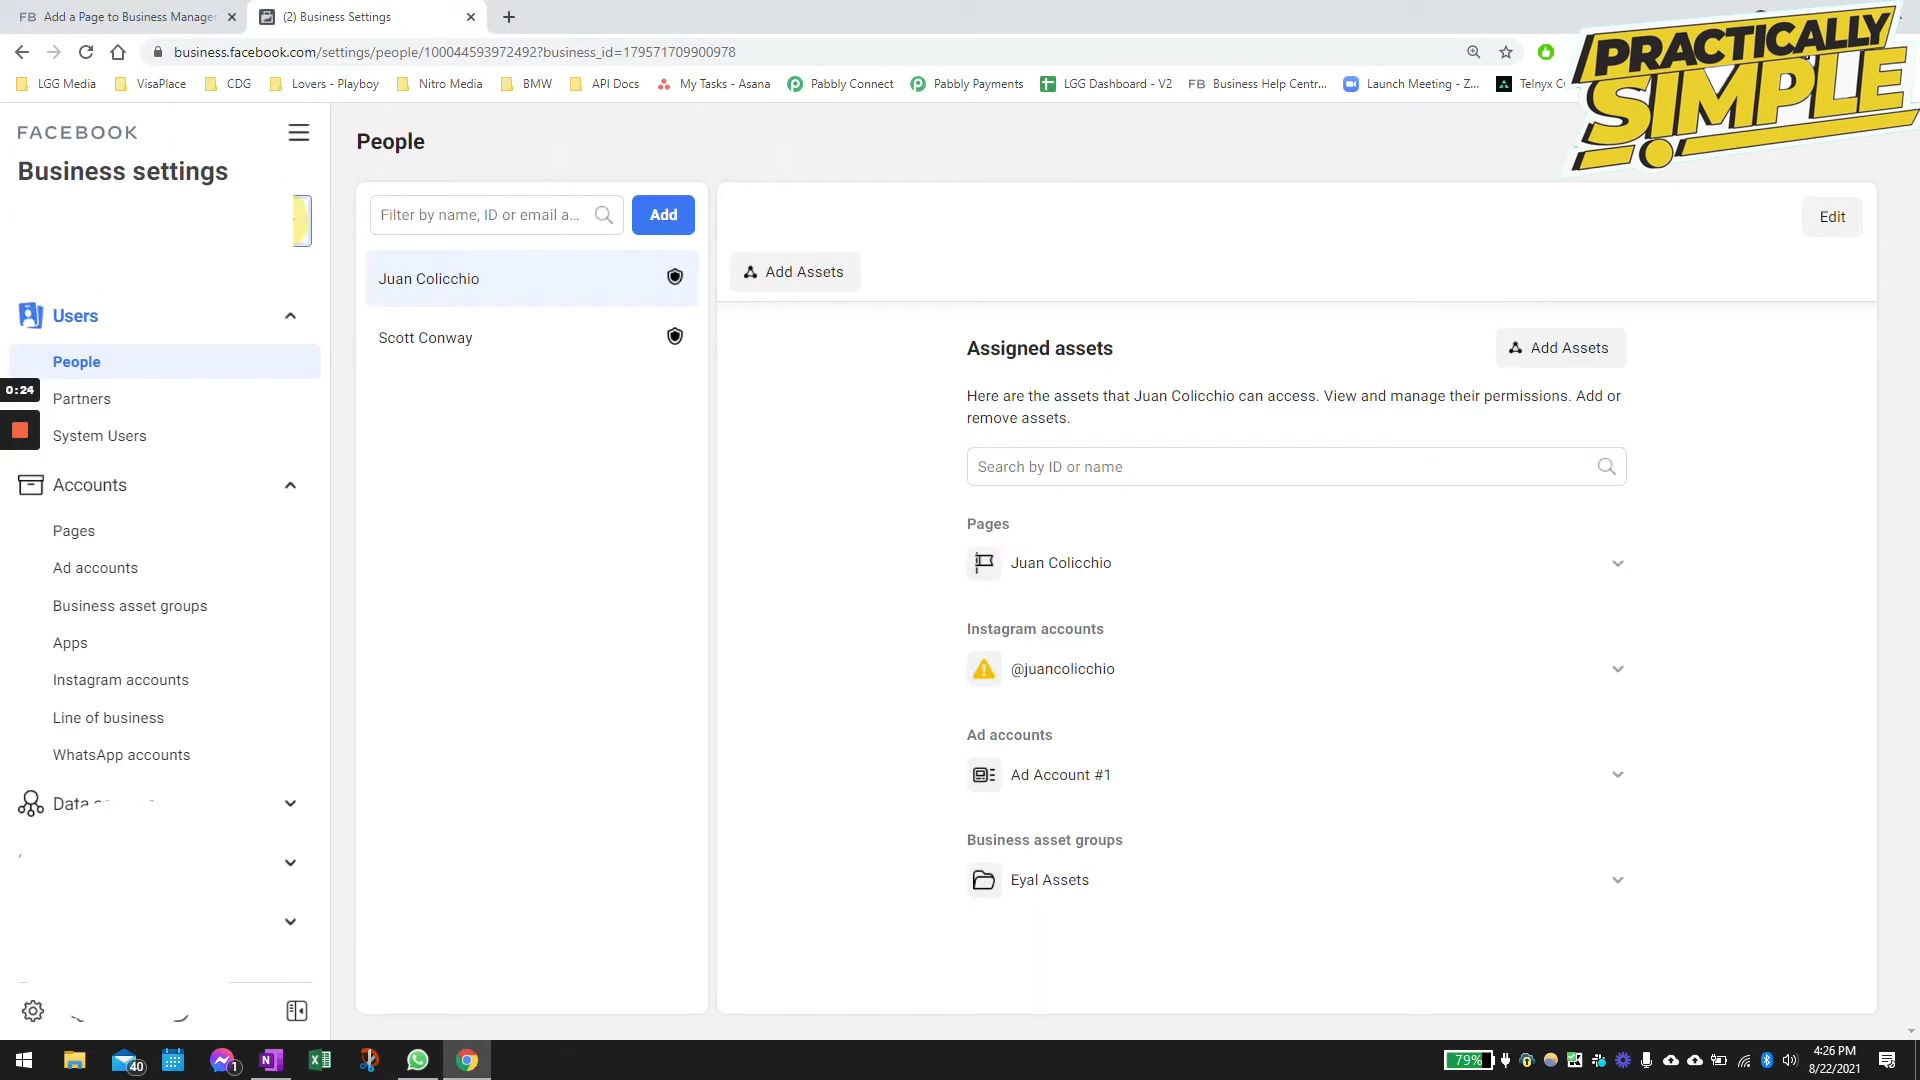 FB Add a Page to Business Manager
(2) Business Settings
business.facebook.com/settings/people/100044593972492?business_id=179571709900978
LGG Media
VisaPlace
CDG
Lovers - Playboy
Nitro Media
BMW
API Docs
My Tasks - Asana
Pabbly Connect
Pabbly Payments
LGG Dashboard - V2
FB Business Help Centr...
Launch Meeting - Z...
Telnyx
PRACTICALLY
SIMPLE
FACEBOOK
Business settings
Users
People
Partners
System Users
Accounts
Pages
Ad accounts
Business asset groups
Apps
Instagram accounts
Line of business
WhatsApp accounts
Data
0:24
People
Filter by name, ID or email a...
Add
Juan Colicchio
Scott Conway
Edit
Add Assets
Assigned assets
Add Assets
Here are the assets that Juan Colicchio can access. View and manage their permissions. Add or
remove assets.
Search by ID or name
Pages
Juan Colicchio
Instagram accounts
@juancolicchio
Ad accounts
Ad Account #1
Business asset groups
Eyal Assets
40
1
79%
4:26 PM
8/22/2021